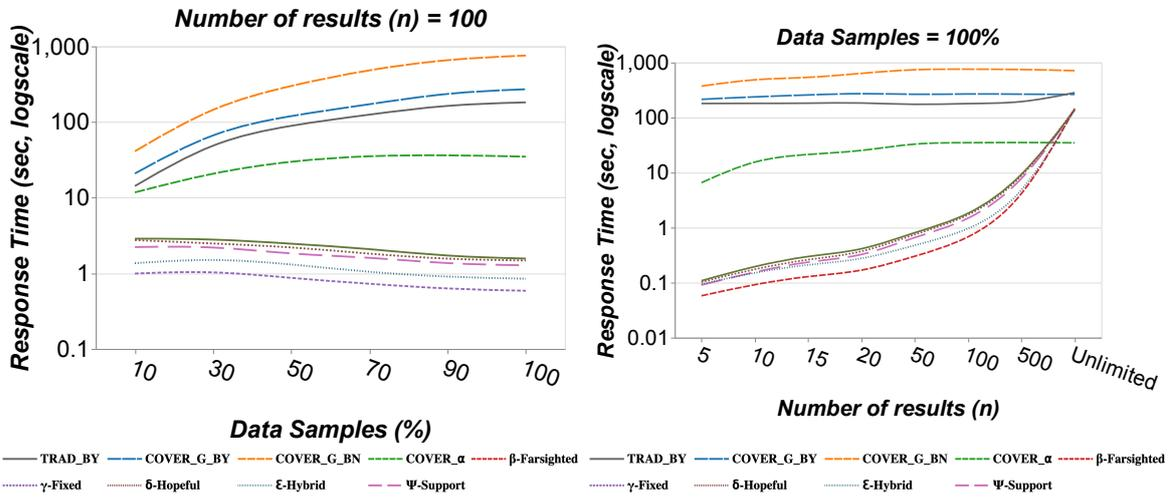 Number of results (n) = 100
Response Time (sec, logscale)
1,000
100
10
1
0.1
10 30 50 70 90 100
Data Samples (%)
TRAD_BY COVER_G_BY COVER_G_BN COVER_α β-Farsighted
γ-Fixed δ-Hopeful Ɛ-Hybrid Ψ-Support
Data Samples = 100%
Response Time (sec, logscale)
1,000
100
10
1
0.1
0.01
5 10 15 20 50 100 500 Unlimited
Number of results (n)
TRAD_BY COVER_G_BY COVER_G_BN COVER_α β-Farsighted
γ-Fixed δ-Hopeful Ɛ-Hybrid Ψ-Support